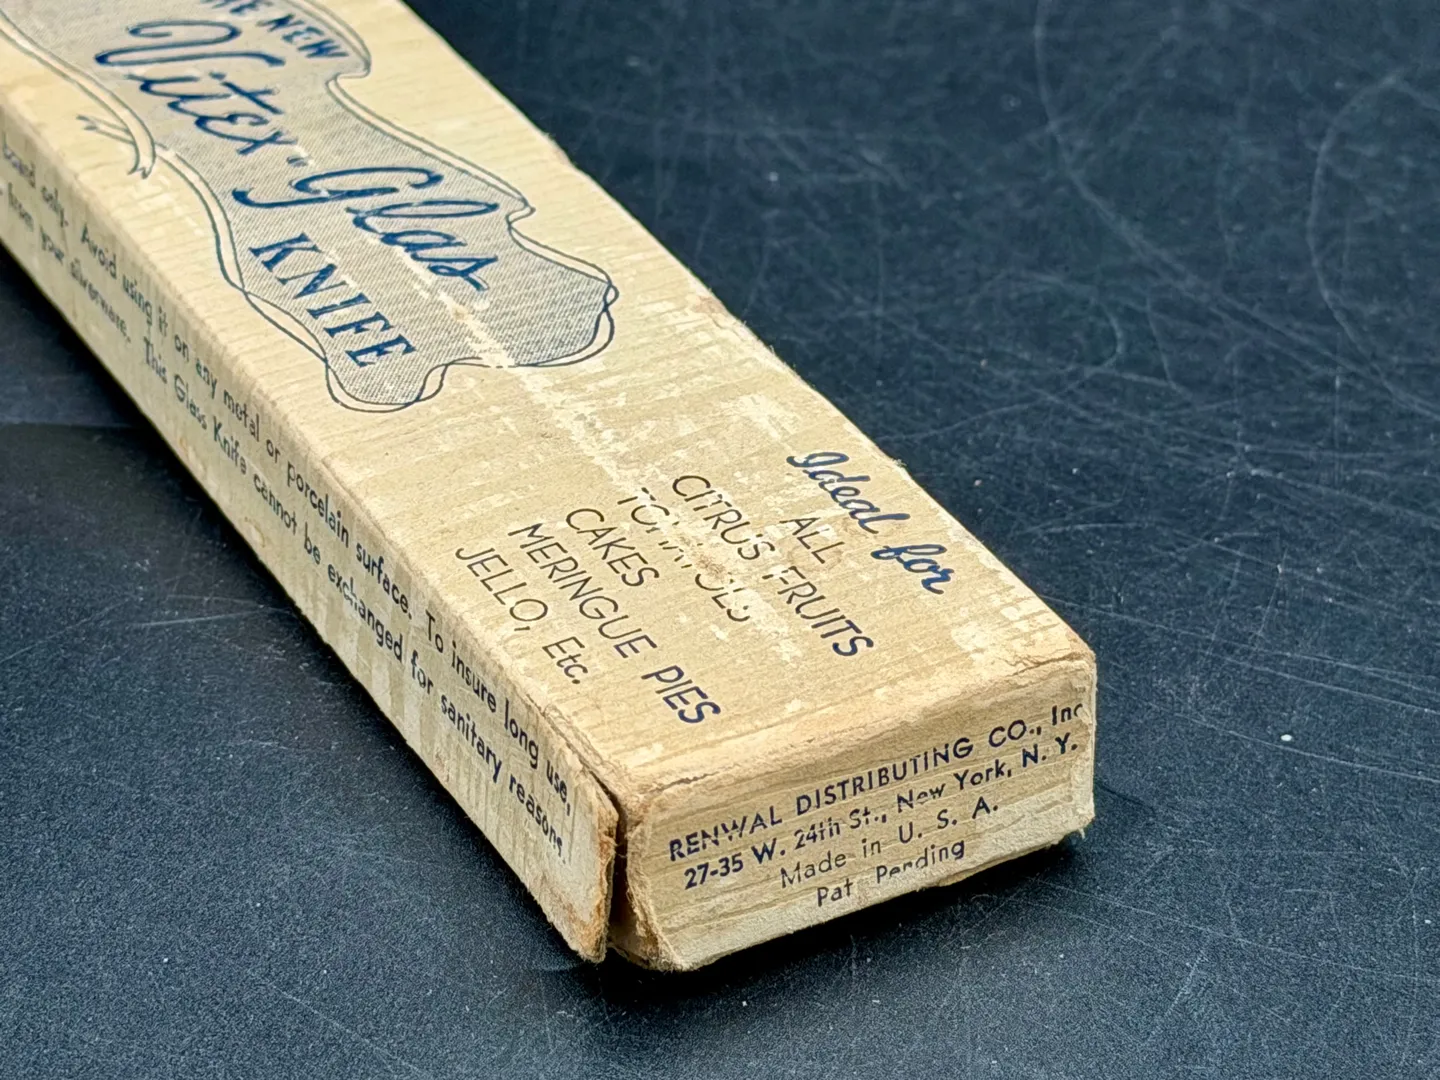 THE NEW
"Vitex" Glas
KNIFE
Ideal for
ALL
CITRUS FRUITS
TOMATOES
CAKES
MERINGUE PIES
JELLO, Etc.
board only. Avoid using it on any metal or porcelain surface. To insure long use,
from your silverware. This Glass Knife cannot be exchanged for sanitary reasons.
RENWAL DISTRIBUTING CO., Inc
27-35 W. 24th St., New York, N. Y.
Made in U. S. A.
Pat Pending